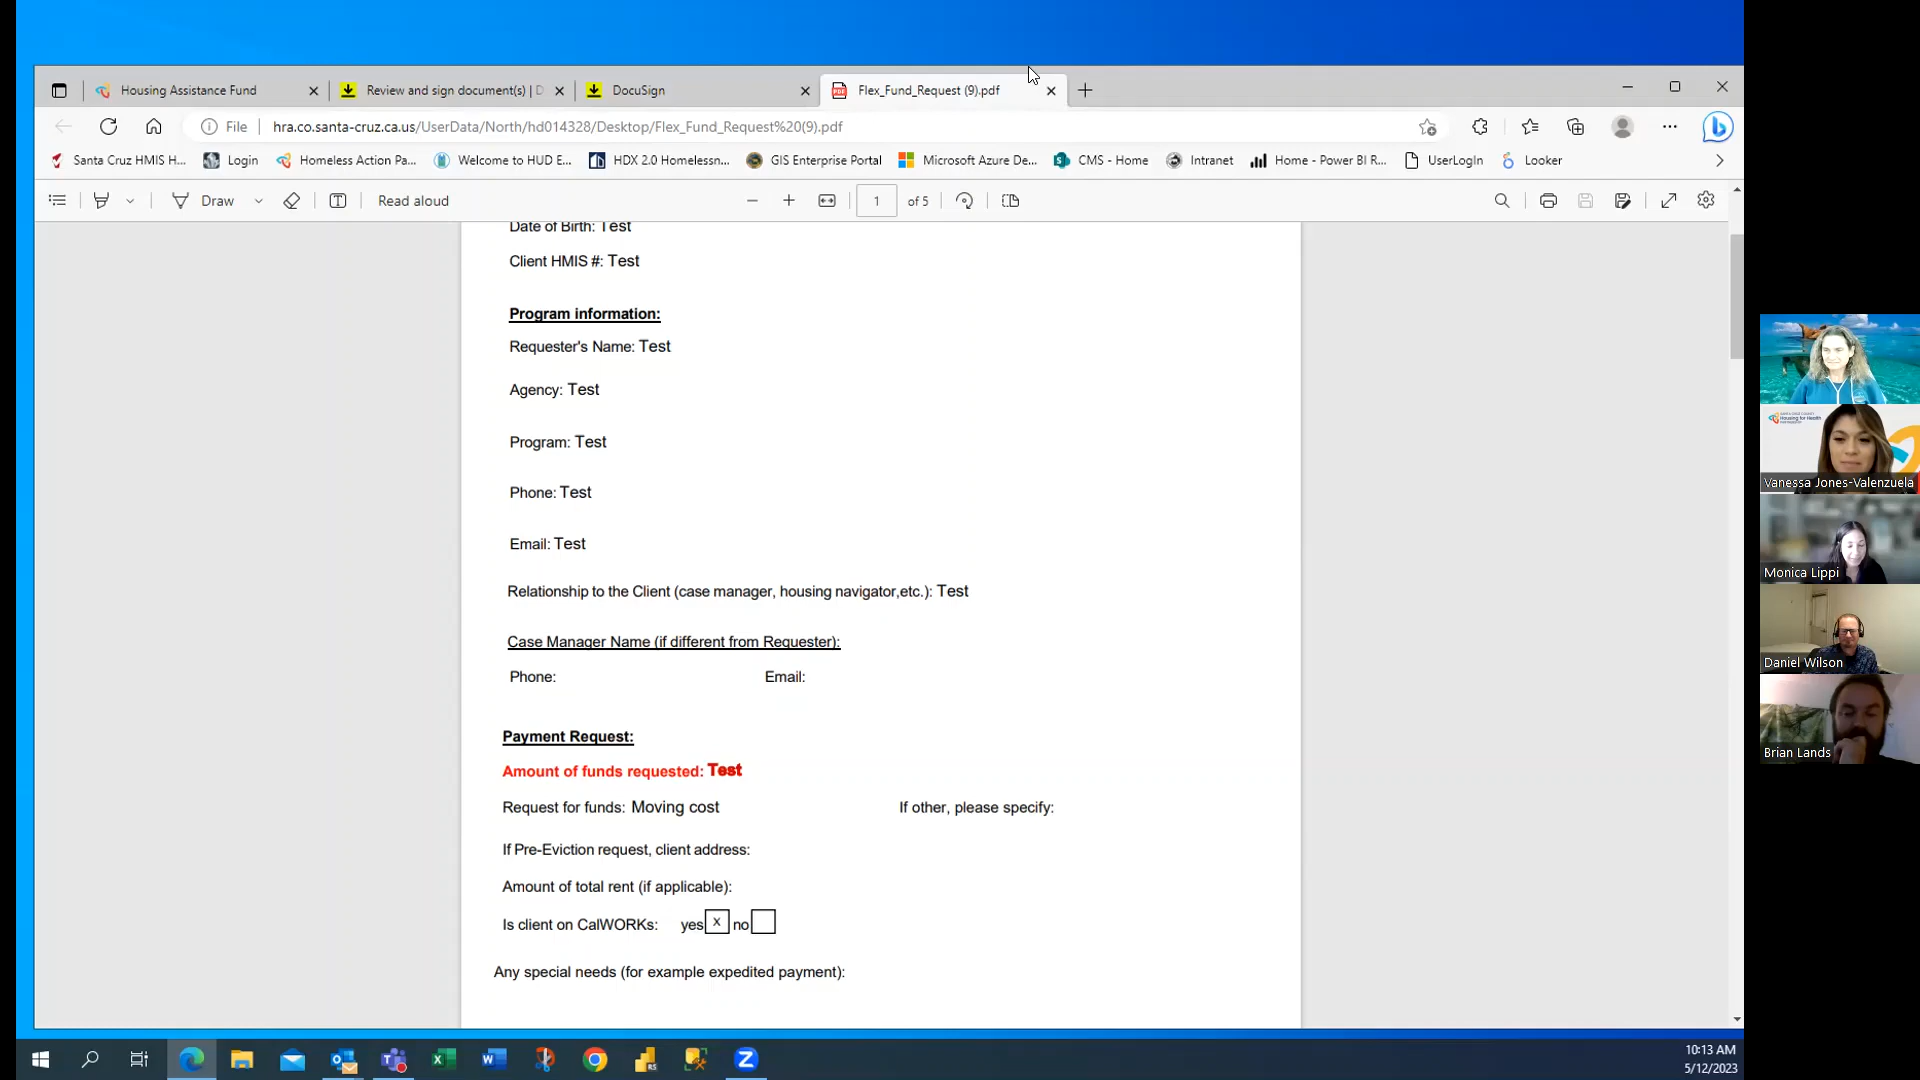 Housing Assistance Fund
Review and sign document(s) | D
DocuSign
Flex_Fund_Request (9).pdf
File
hra.co.santa-cruz.ca.us/UserData/North/hd014328/Desktop/Flex_Fund_Request%20(9).pdf
Santa Cruz HMIS H...
Login
Homeless Action Pa...
Welcome to HUD E...
HDX 2.0 Homelessn...
GIS Enterprise Portal
Microsoft Azure De...
CMS - Home
Intranet
Home - Power BI R...
UserLogIn
Looker
Draw
Read aloud
1
of 5
Date of Birth: Test
Client HMIS #: Test
Program information:
Requester's Name: Test
Agency: Test
Program: Test
Phone: Test
Email: Test
Relationship to the Client (case manager, housing navigator,etc.): Test
Case Manager Name (if different from Requester):
Phone: Email:
Payment Request:
Amount of funds requested: Test
Request for funds: Moving cost If other, please specify:
If Pre-Eviction request, client address:
Amount of total rent (if applicable):
Is client on CalWORKs: yes x no
Any special needs (for example expedited payment):
Vanessa Jones-Valenzuela
Monica Lippi
Daniel Wilson
Brian Lands
10:13 AM
5/12/2023